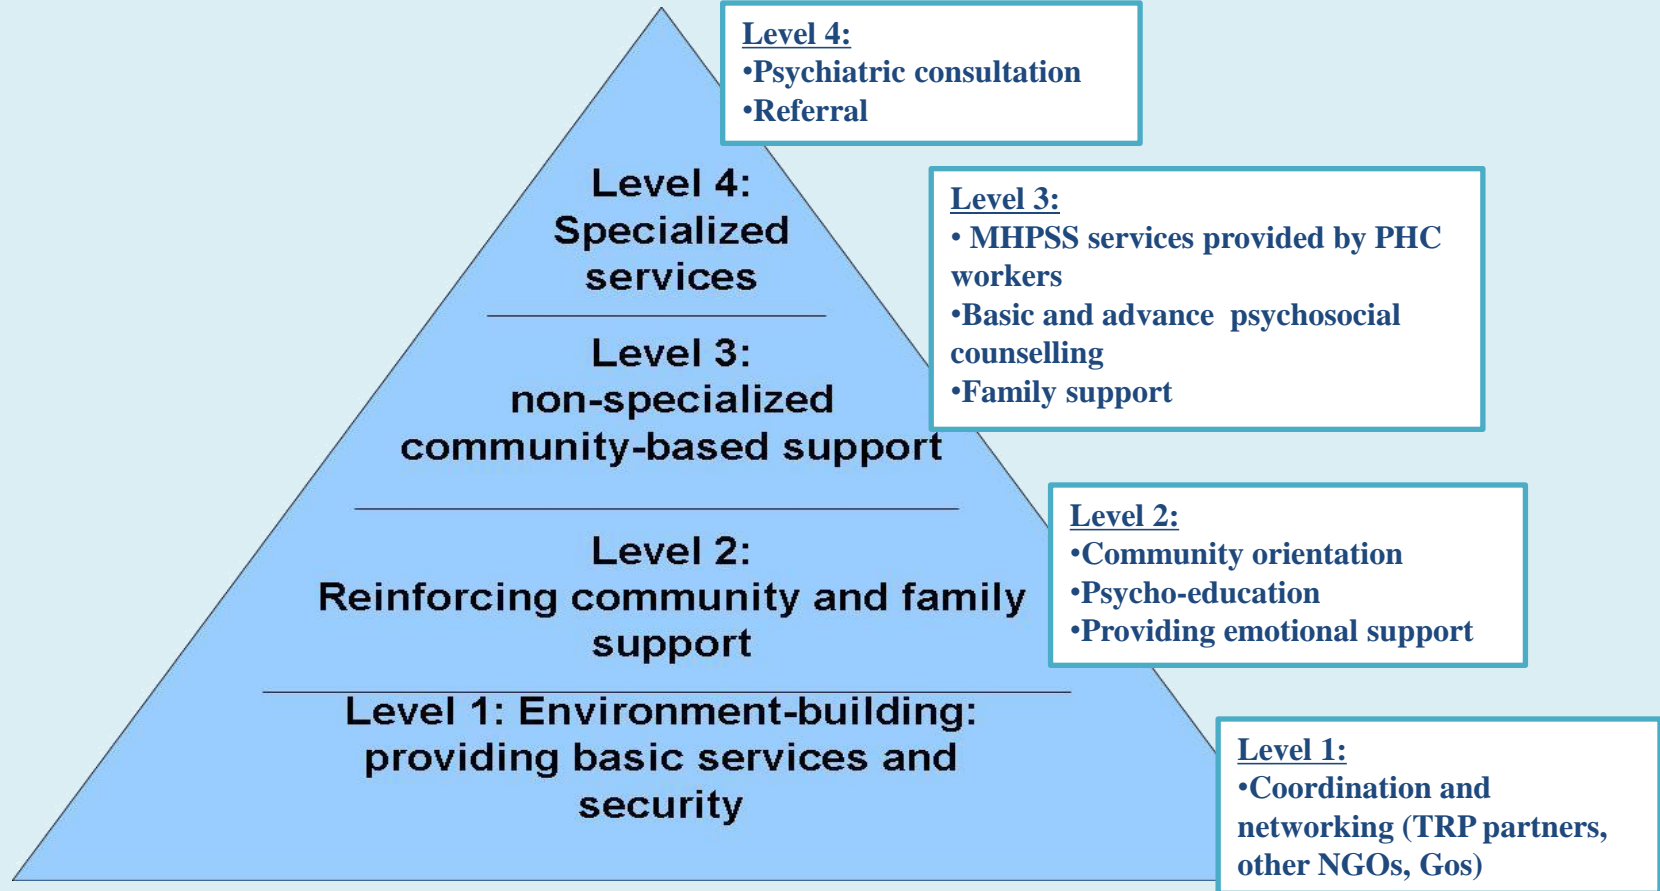 Level 4:
•Psychiatric consultation
•Referral
Level 4:
Specialized
services
Level 3:
• MHPSS services provided by PHC
workers
•Basic and advance psychosocial
counselling
•Family support
Level 3:
non-specialized
community-based support
Level 2:
•Community orientation
•Psycho-education
•Providing emotional support
Level 2:
Reinforcing community and family
support
Level 1: Environment-building:
providing basic services and
security
Level 1:
•Coordination and
networking (TRP partners,
other NGOs, Gos)